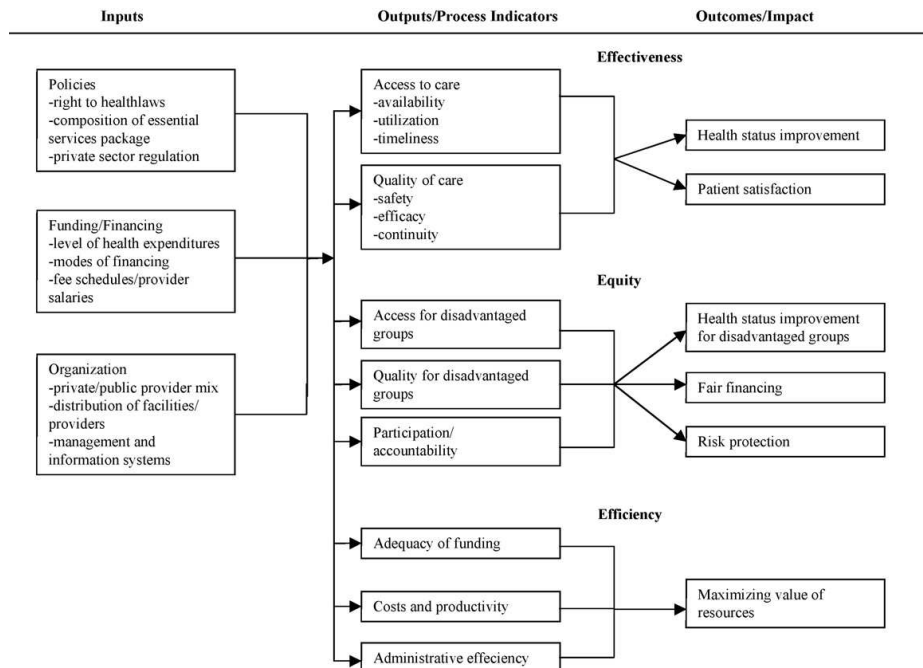 Inputs
Outputs/Process Indicators
Outcomes/Impact
Policies
-right to healthlaws
-composition of essential
services package
-private sector regulation
Funding/Financing
-level of health expenditures
-modes of financing
-fee schedules/provider
salaries
Organization
-private/public provider mix
-distribution of facilities/
providers
-management and
information systems
Effectiveness
Access to care
-availability
-utilization
-timeliness
Quality of care
-safety
-efficacy
-continuity
Health status improvement
Patient satisfaction
Equity
Access for disadvantaged
groups
Quality for disadvantaged
groups
Participation/
accountability
Health status improvement
for disadvantaged groups
Fair financing
Risk protection
Efficiency
Adequacy of funding
Costs and productivity
Administrative effeciency
Maximizing value of
resources